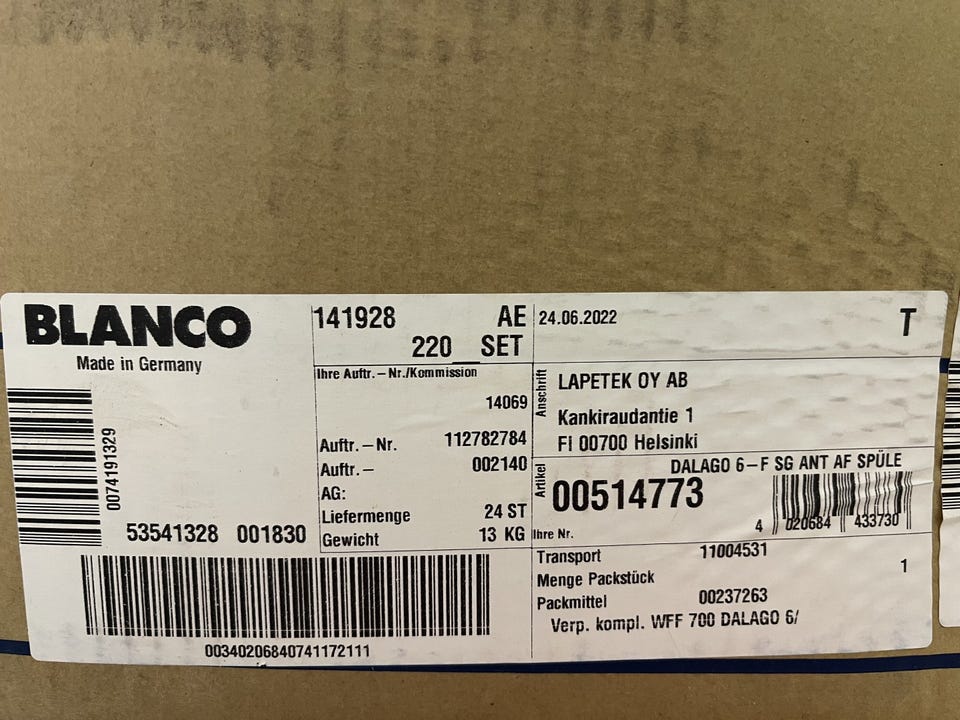 BLANCO
Made in Germany
0074191329
53541328 001830
00340206840741172111
141928 AE
220 SET
Ihre Auftr.-Nr./Kommission
14069
Auftr.-Nr. 112782784
Auftr.- 002140
AG:
Liefermenge 24 ST
Gewicht 13 KG
24.06.2022 T
Anschrift
LAPETEK OY AB
Kankiraudantie 1
FI 00700 Helsinki
Artikel
DALAGO 6-F SG ANT AF SPÜLE
00514773
4 020684 433730
Ihre Nr.
Transport 11004531
Menge Packstück 1
Packmittel 00237263
Verp. kompl. WFF 700 DALAGO 6/